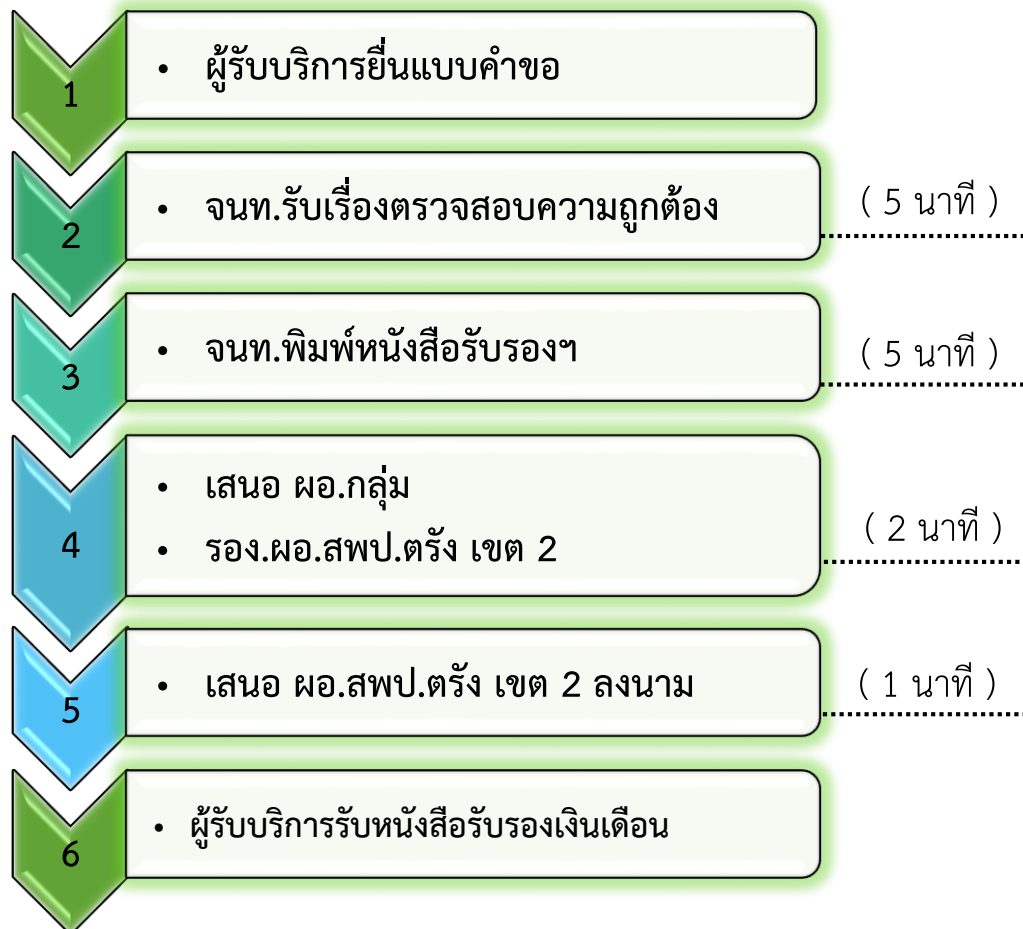 1
• ผู้รับบริการยื่นแบบคำขอ
2
• จนท.รับเรื่องตรวจสอบความถูกต้อง
( 5 นาที )
3
• จนท.พิมพ์หนังสือรับรองฯ
( 5 นาที )
4
• เสนอ ผอ.กลุ่ม
• รอง.ผอ.สพป.ตรัง เขต 2
( 2 นาที )
5
• เสนอ ผอ.สพป.ตรัง เขต 2 ลงนาม
( 1 นาที )
6
• ผู้รับบริการรับหนังสือรับรองเงินเดือน